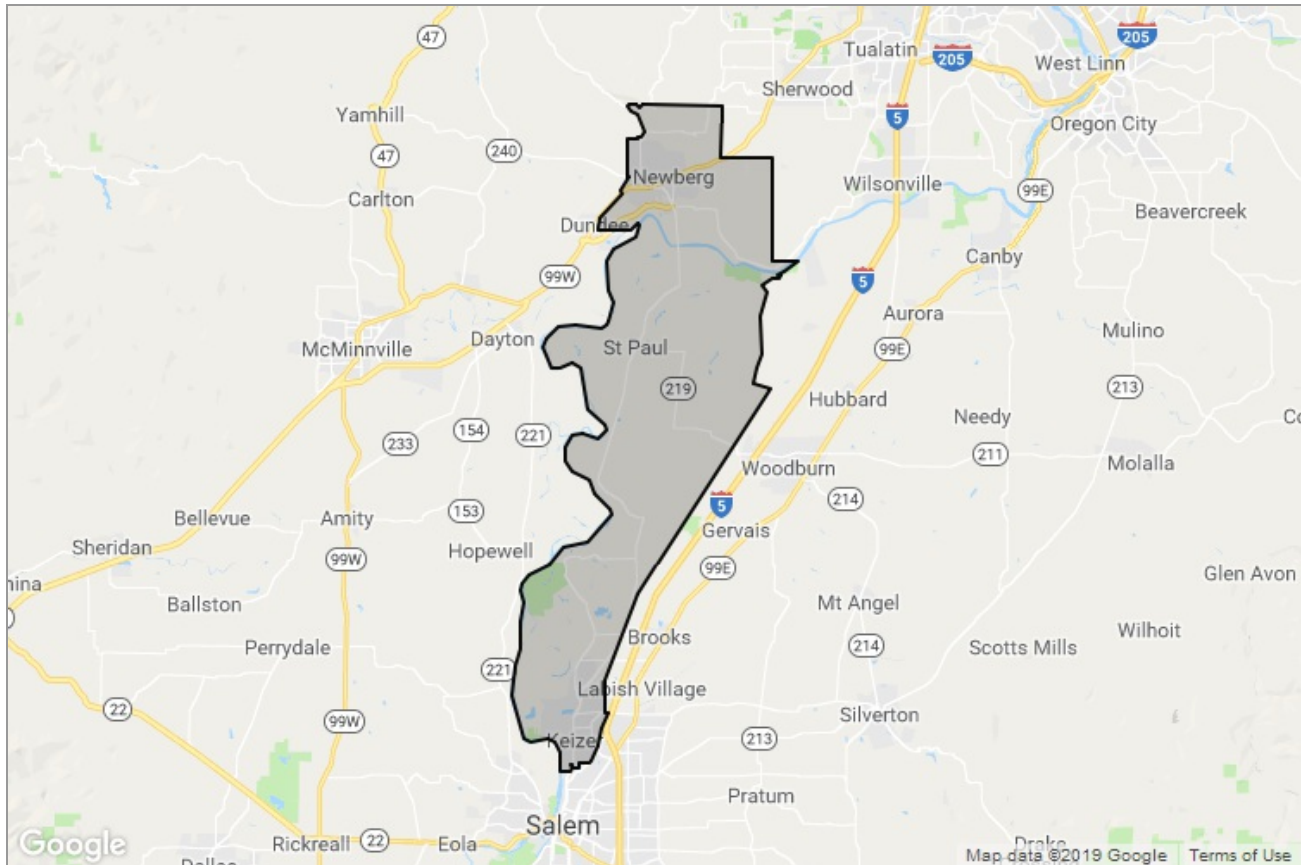 47
Tualatin
205
West Linn
205
Sherwood
Yamhill
5
Oregon City
47
240
Newberg
Wilsonville
99E
Carlton
Beavercreek
Dundee
Canby
99W
5
Aurora
Mulino
Dayton
St Paul
McMinnville
99E
219
213
Hubbard
Needy
154
221
233
211
Woodburn
Molalla
214
5
153
Bellevue
Amity
Gervais
Sheridan
Hopewell
99W
99E
Glen Avon
Ballston
Mt Angel
Brooks
Wilhoit
Perrydale
214
Scotts Mills
221
Labish Village
22
99W
Silverton
Keizer
213
Pratum
Salem
22
Rickreall
Eola
Google
Map data ©2019 Google
Terms of Use